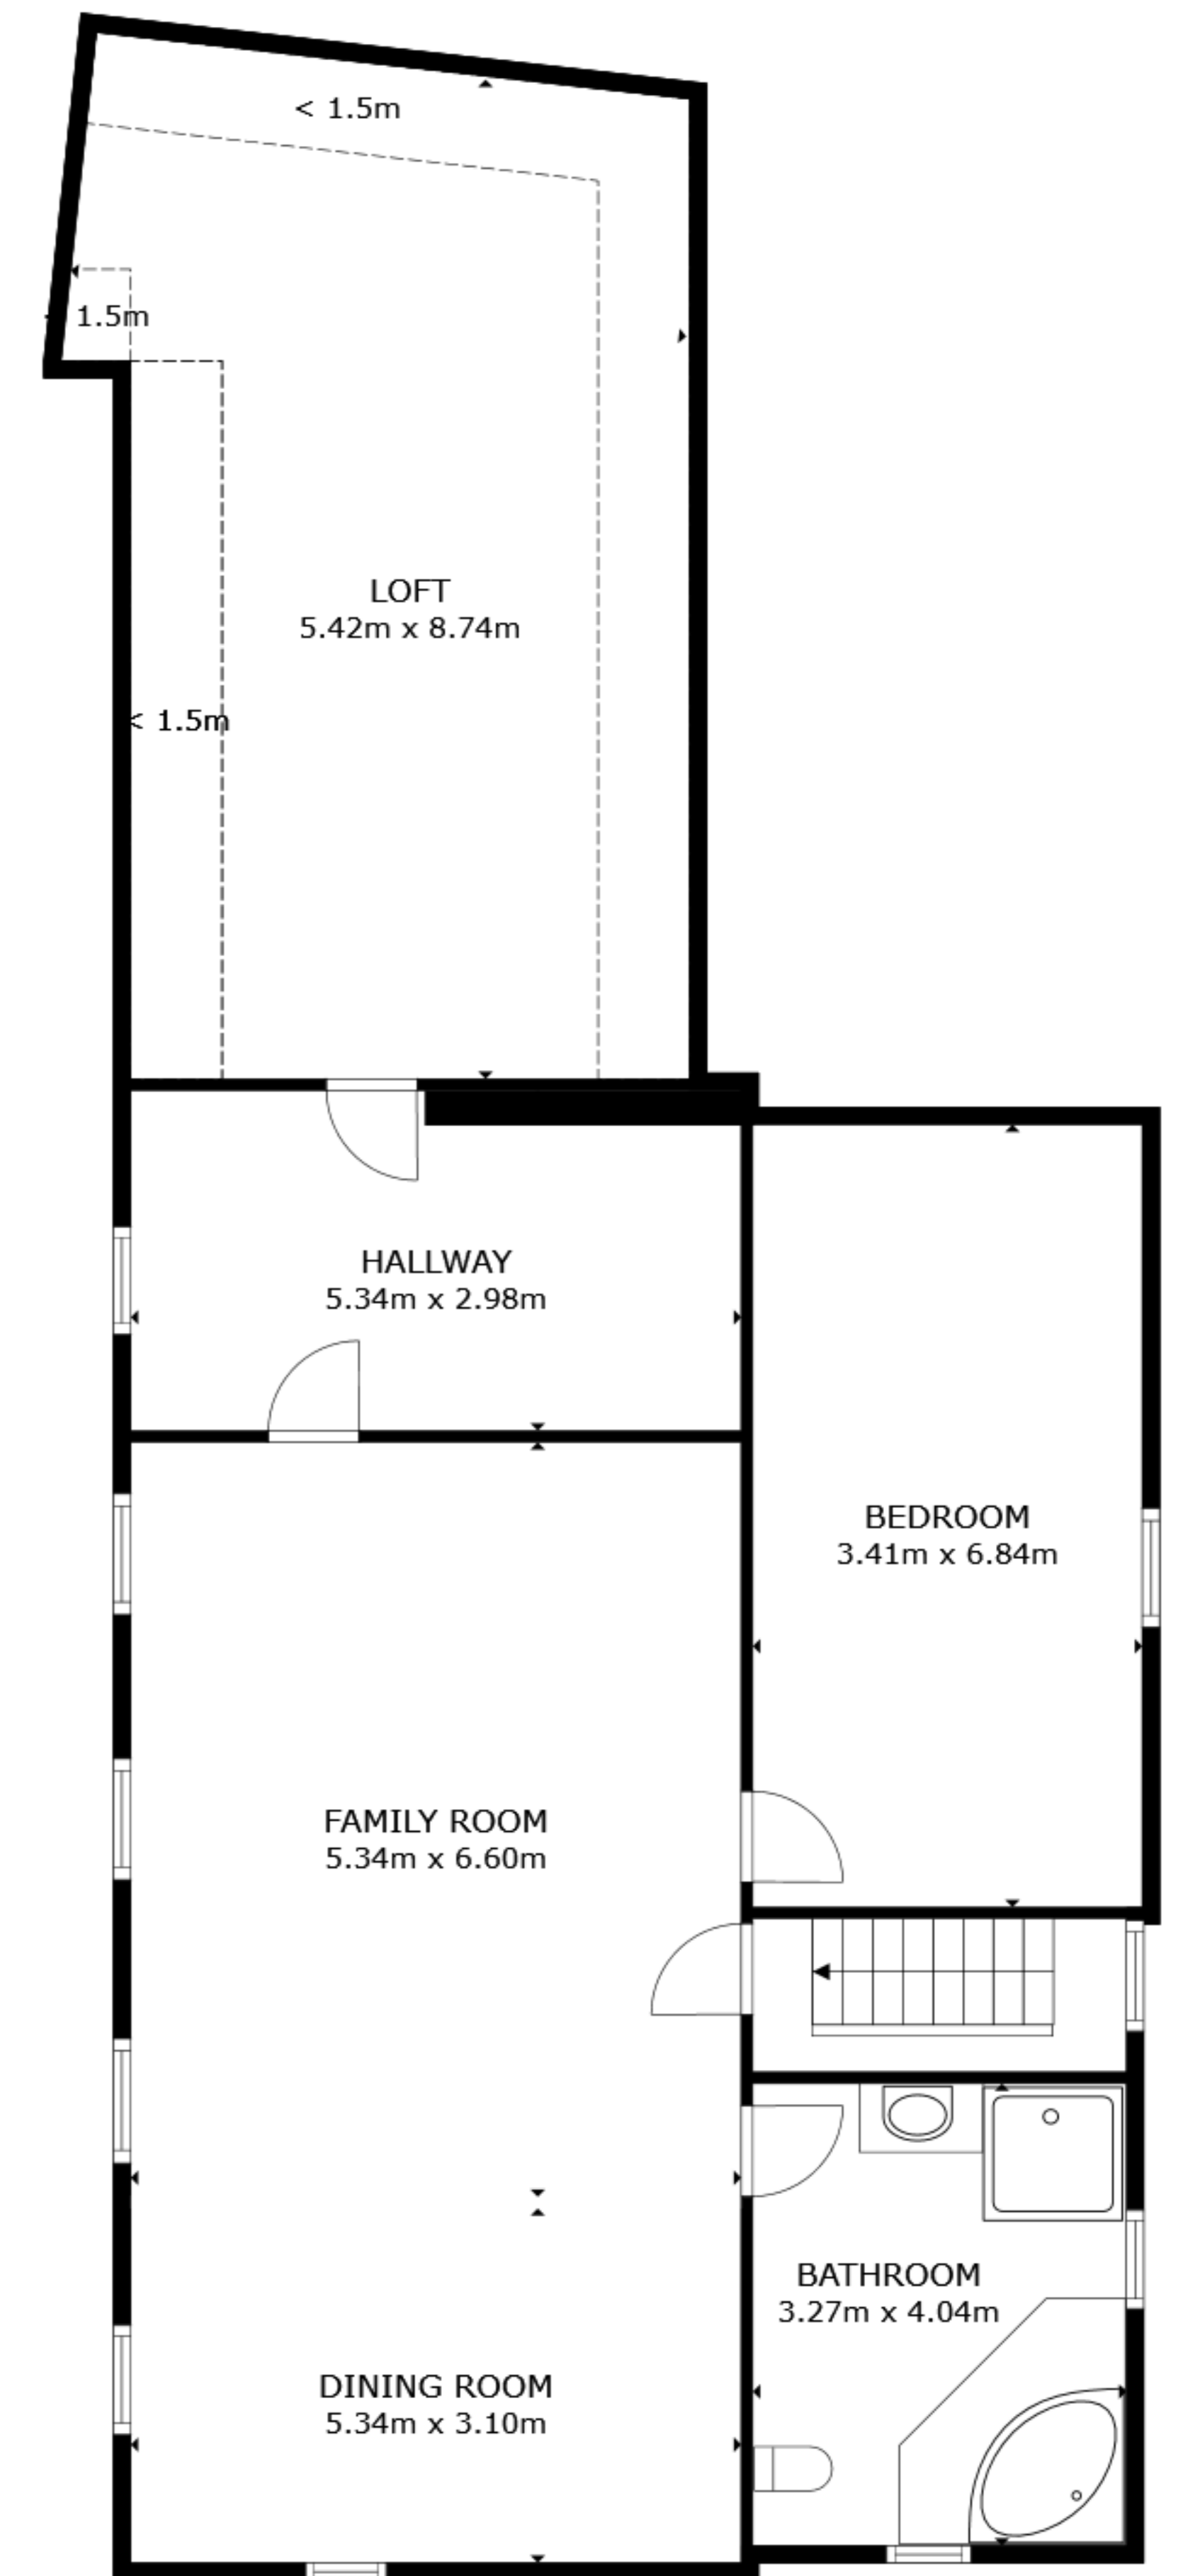 < 1.5m
1.5m
LOFT
5.42m x 8.74m
< 1.5m
HALLWAY
5.34m x 2.98m
BEDROOM
3.41m x 6.84m
FAMILY ROOM
5.34m x 6.60m
BATHROOM
3.27m x 4.04m
DINING ROOM
5.34m x 3.10m